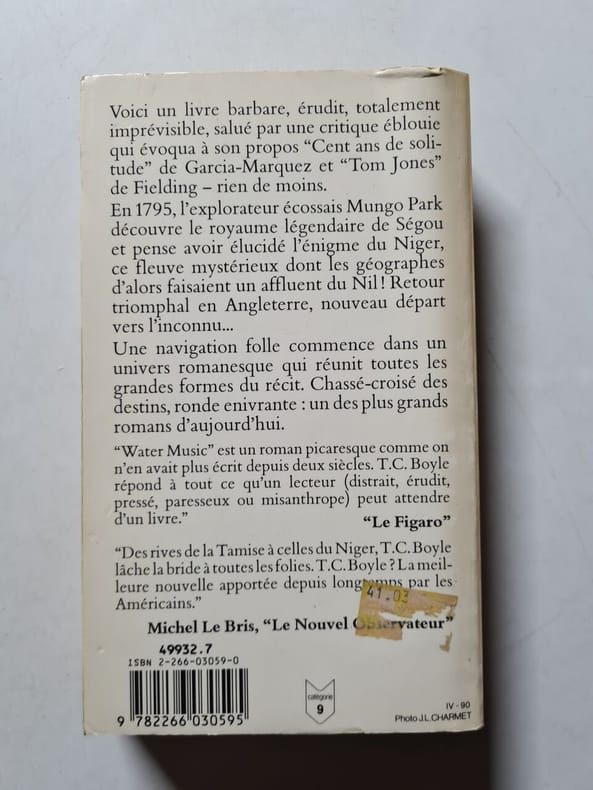 Voici un livre barbare, érudit, totalement
imprévisible, salué par une critique éblouie
qui évoqua à son propos “Cent ans de soli-
tude” de Garcia-Marquez et “Tom Jones”
de Fielding – rien de moins.
En 1795, l’explorateur écossais Mungo Park
découvre le royaume légendaire de Ségou
et pense avoir élucidé l’énigme du Niger,
ce fleuve mystérieux dont les géographes
d’alors faisaient un affluent du Nil! Retour
triomphal en Angleterre, nouveau départ
vers l’inconnu...
Une navigation folle commence dans un
univers romanesque qui réunit toutes les
grandes formes du récit. Chassé-croisé des
destins, ronde enivrante : un des plus grands
romans d’aujourd’hui.
“Water Music” est un roman picaresque comme on
n’en avait plus écrit depuis deux siècles. T.C. Boyle
répond à tout ce qu’un lecteur (distrait, érudit,
pressé, paresseux ou misanthrope) peut attendre
d’un livre.”
“Le Figaro”
“Des rives de la Tamise à celles du Niger, T.C. Boyle
lâche la bride à toutes les folies. T.C. Boyle ? La meil-
leure nouvelle apportée depuis longtemps par les
Américains.”
41.03
Michel Le Bris, “Le Nouvel Observateur”
49932.7
ISBN 2-266-03059-0
9 782266 030595
catégorie
9
IV - 90
Photo J.L.CHARMET